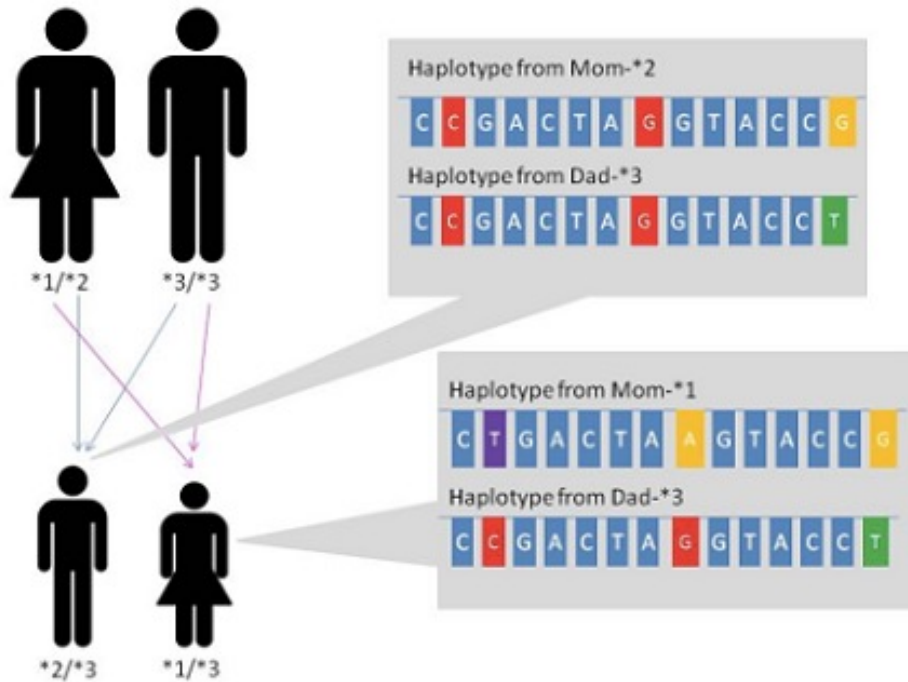 Haplotype from Mom-*2
C C G A C T A G G T A C C G
Haplotype from Dad-*3
C C G A C T A G G T A C C T
*1/*2 *3/*3
Haplotype from Mom-*1
C T G A C T A A G T A C C G
Haplotype from Dad-*3
C C G A C T A G G T A C C T
*2/*3 *1/*3